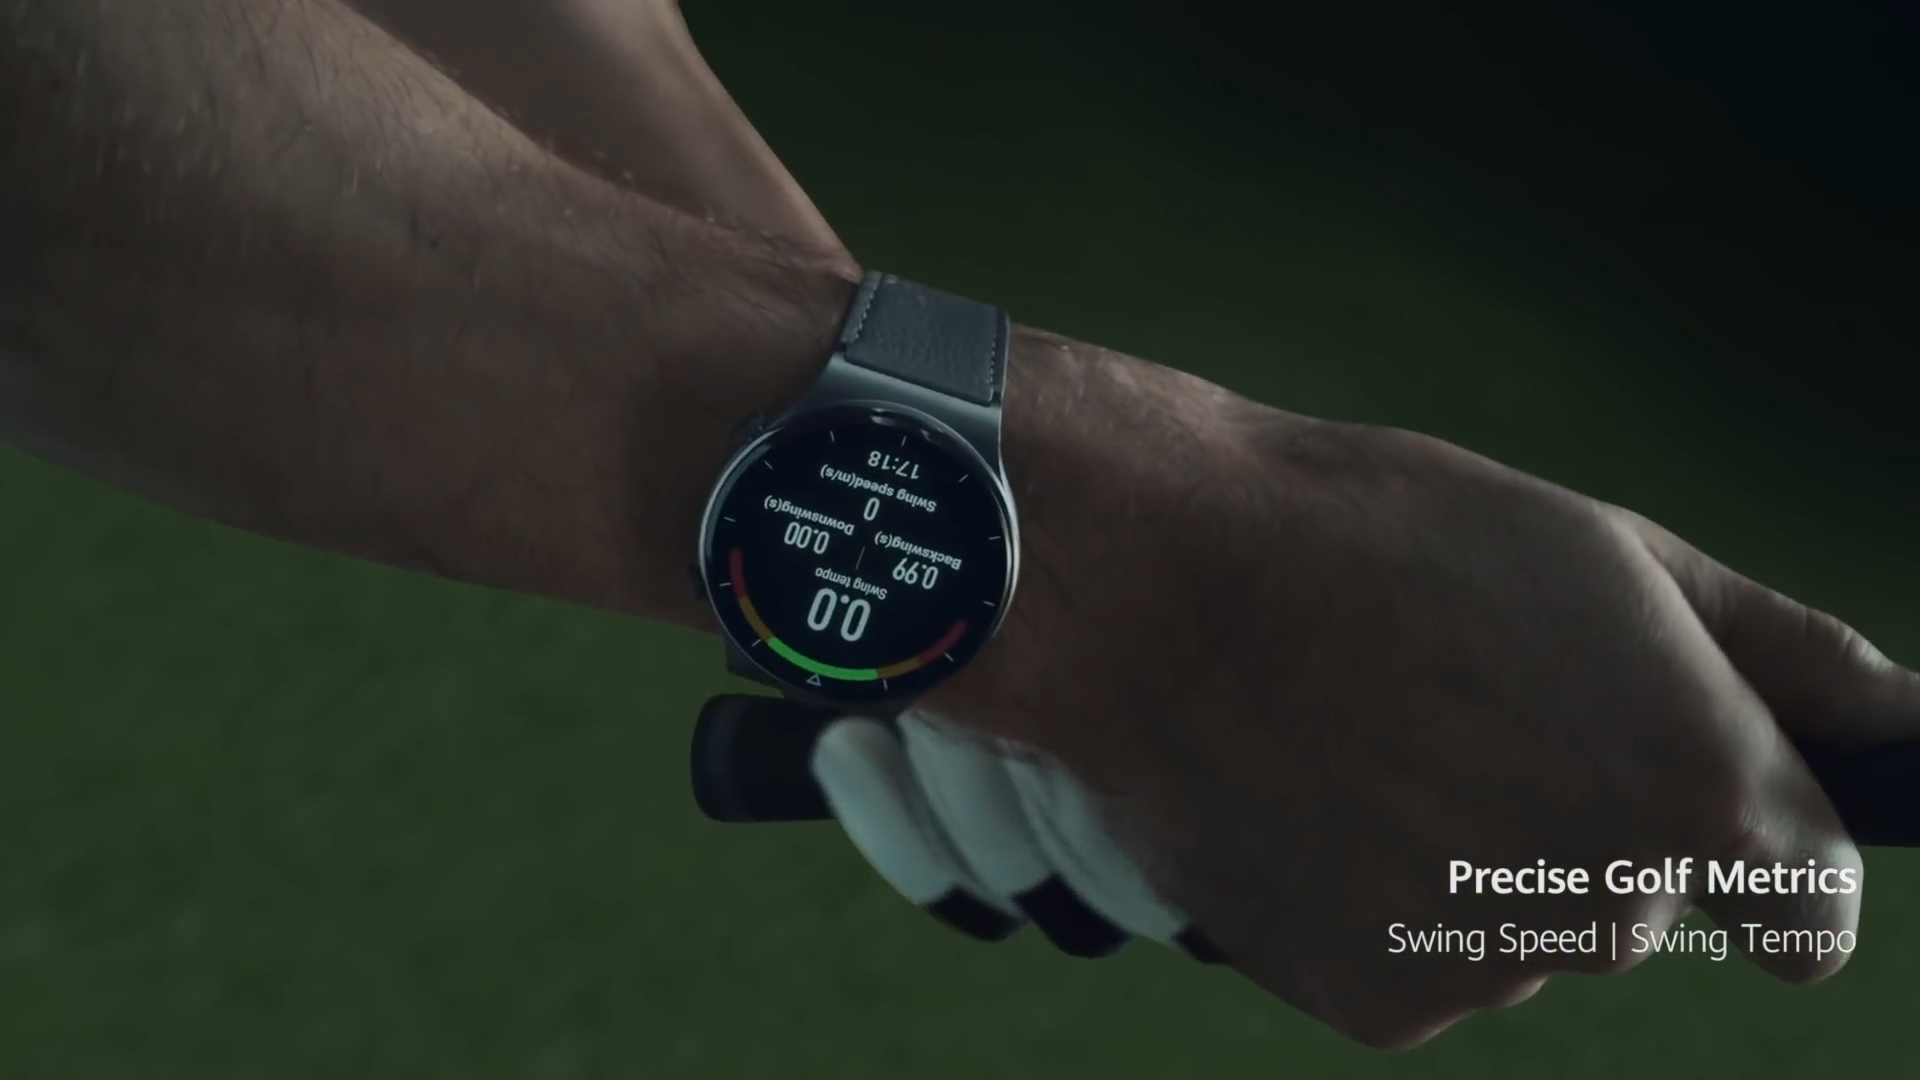 0.0
Swing tempo
0.99 | 0.00
Backswing(s) Downswing(s)
0
Swing speed(m/s)
17:18
Precise Golf Metrics
Swing Speed | Swing Tempo